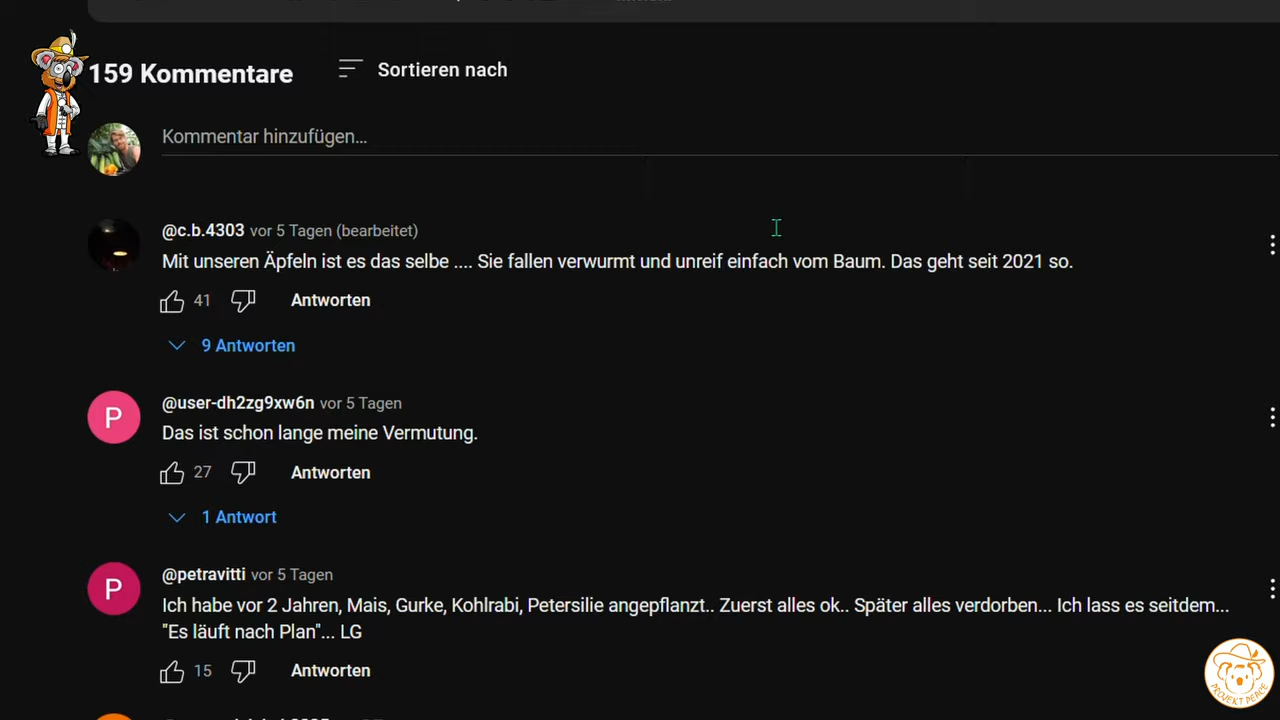 159 Kommentare
Sortieren nach
Kommentar hinzufügen...
@c.b.4303 vor 5 Tagen (bearbeitet)
Mit unseren Äpfeln ist es das selbe .... Sie fallen verwurmt und unreif einfach vom Baum. Das geht seit 2021 so.
41 Antworten
9 Antworten
P
@user-dh2zg9xw6n vor 5 Tagen
Das ist schon lange meine Vermutung.
27 Antworten
1 Antwort
P
@petravitti vor 5 Tagen
Ich habe vor 2 Jahren, Mais, Gurke, Kohlrabi, Petersilie angepflanzt.. Zuerst alles ok.. Später alles verdorben... Ich lass es seitdem...
"Es läuft nach Plan"... LG
15 Antworten
PROJEKT PEACE